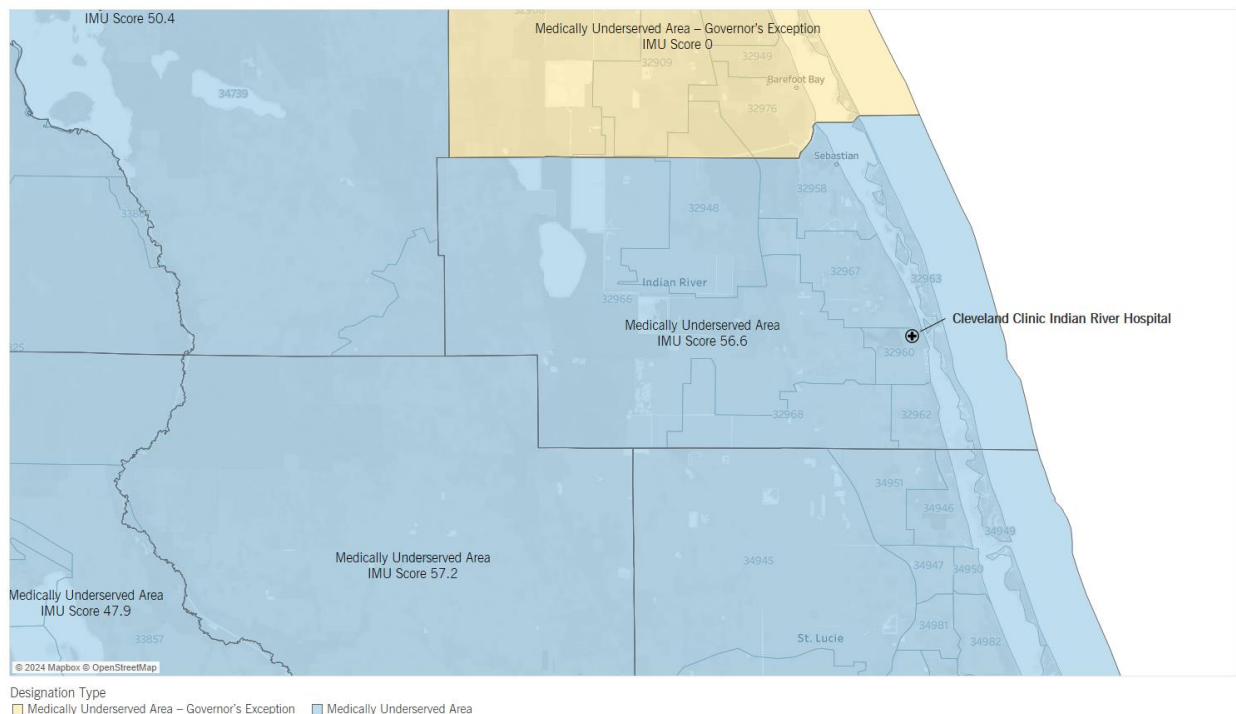 IMU Score 50.4
Medically Underserved Area – Governor's Exception
IMU Score 0
32909
32949
Barefoot Bay
34739
32976
Sebastian
32958
32948
32967
32963
Indian River
32966
Cleveland Clinic Indian River Hospital
Medically Underserved Area
IMU Score 56.6
32960
32968
32962
34951
34946
34949
Medically Underserved Area
IMU Score 57.2
34945
34947
34950
Medically Underserved Area
IMU Score 47.9
33857
34981
St. Lucie
34982
© 2024 Mapbox © OpenStreetMap
Designation Type
Medically Underserved Area – Governor's Exception
Medically Underserved Area